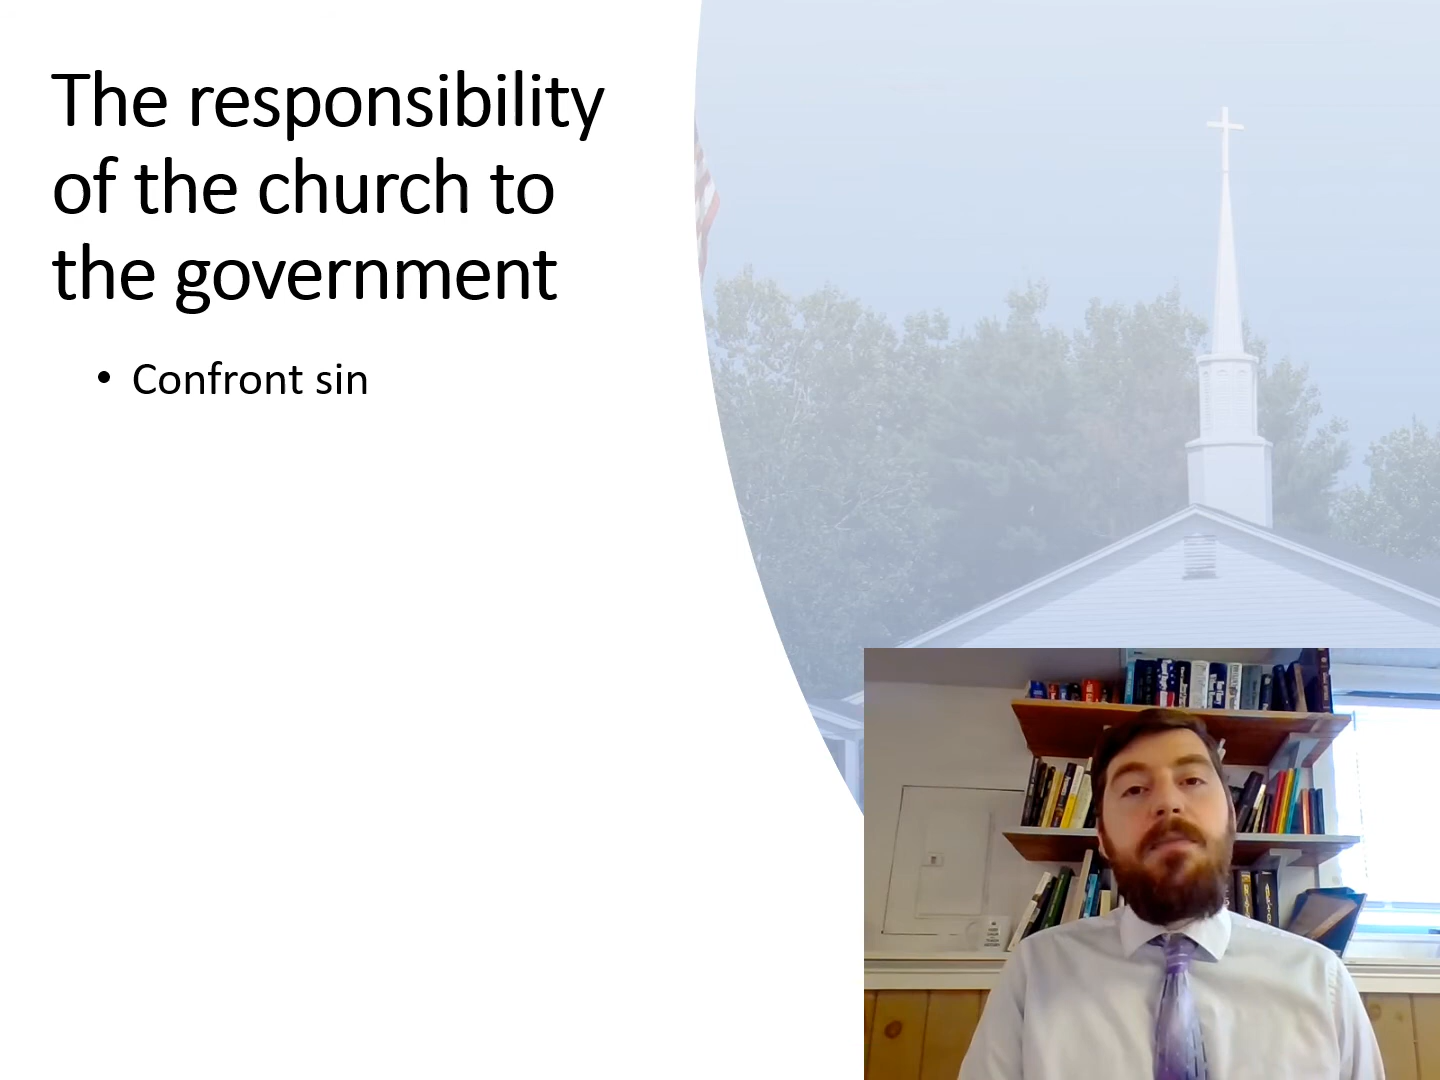 The responsibility
of the church to
the government
• Confront sin